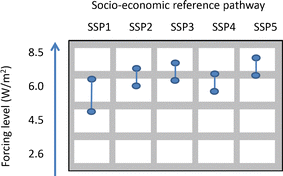 Socio-economic reference pathway
SSP1 SSP2 SSP3 SSP4 SSP5
Forcing level (W/m²)
8.5
6.0
4.5
2.6